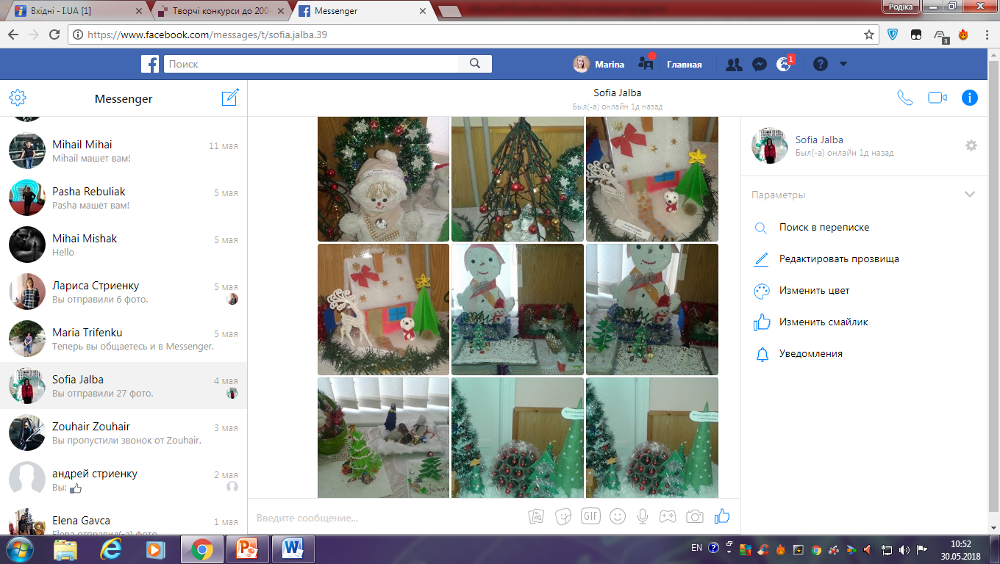 Вхідні - I.UA [1]
Творчі конкурси до 200-
Messenger
Родіка
https://www.facebook.com/messages/t/sofia.jalba.39
3
Поиск
Marina
Главная
1
Messenger
Sofia Jalba
Был(-а) онлайн 1д назад
Mihail Mihai
11 мая
Mihail машет вам!
Pasha Rebuliak
5 мая
Pasha машет вам!
Mihai Mishak
5 мая
Hello
Лариса Стриенку
5 мая
Вы отправили 6 фото.
Maria Trifenku
5 мая
Теперь вы общаетесь и в Messenger.
Sofia Jalba
4 мая
Вы отправили 27 фото.
Zouhair Zouhair
3 мая
Вы пропустили звонок от Zouhair.
андрей стриенку
2 мая
Вы:
Elena Gavca
1 мая
Elena отправил(-а) фото.
Sofia Jalba
Был(-а) онлайн 1д назад
Параметры
Поиск в переписке
Редактировать прозвища
Изменить цвет
Изменить смайлик
Уведомления
Введите сообщение...
GIF
EN
10:52
30.05.2018